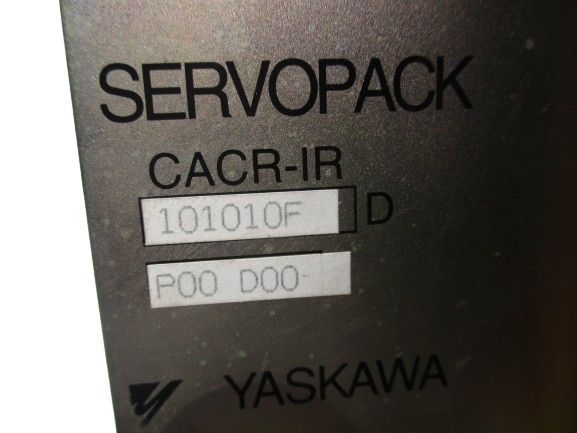 SERVOPACK
CACR-IR
101010F D
P00 D00-
YASKAWA